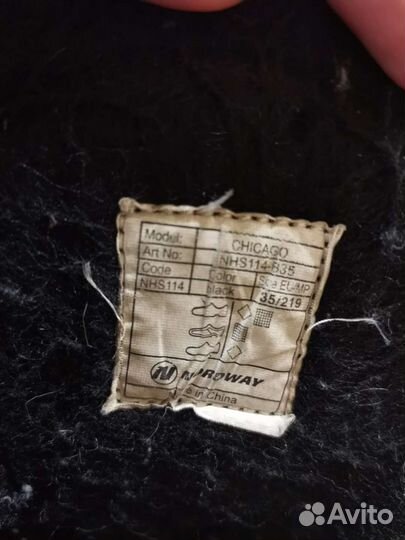 Model: CHICAGO
Art No: NHS114-B35
Code Color Size EU/MP
NHS114 black 35/219
NORDWAY
Made in China
Avito